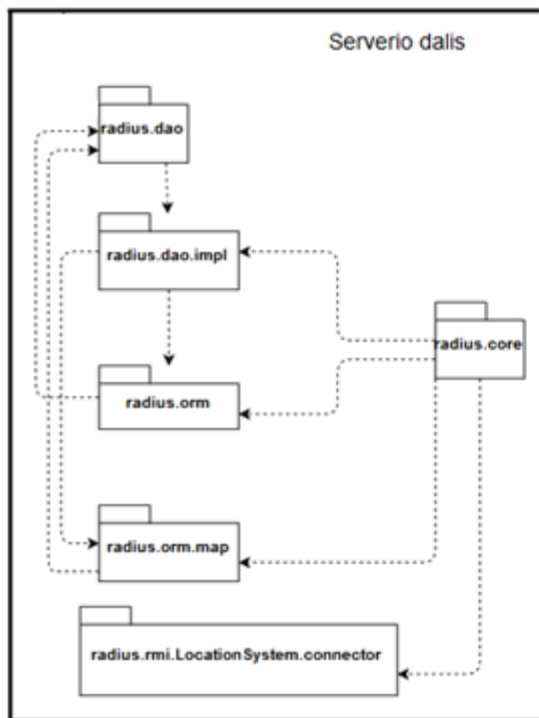 Serverio dalis
radius.dao
radius.dao.impl
radius.core
radius.orm
radius.orm.map
radius.rmi.LocationSystem.connector